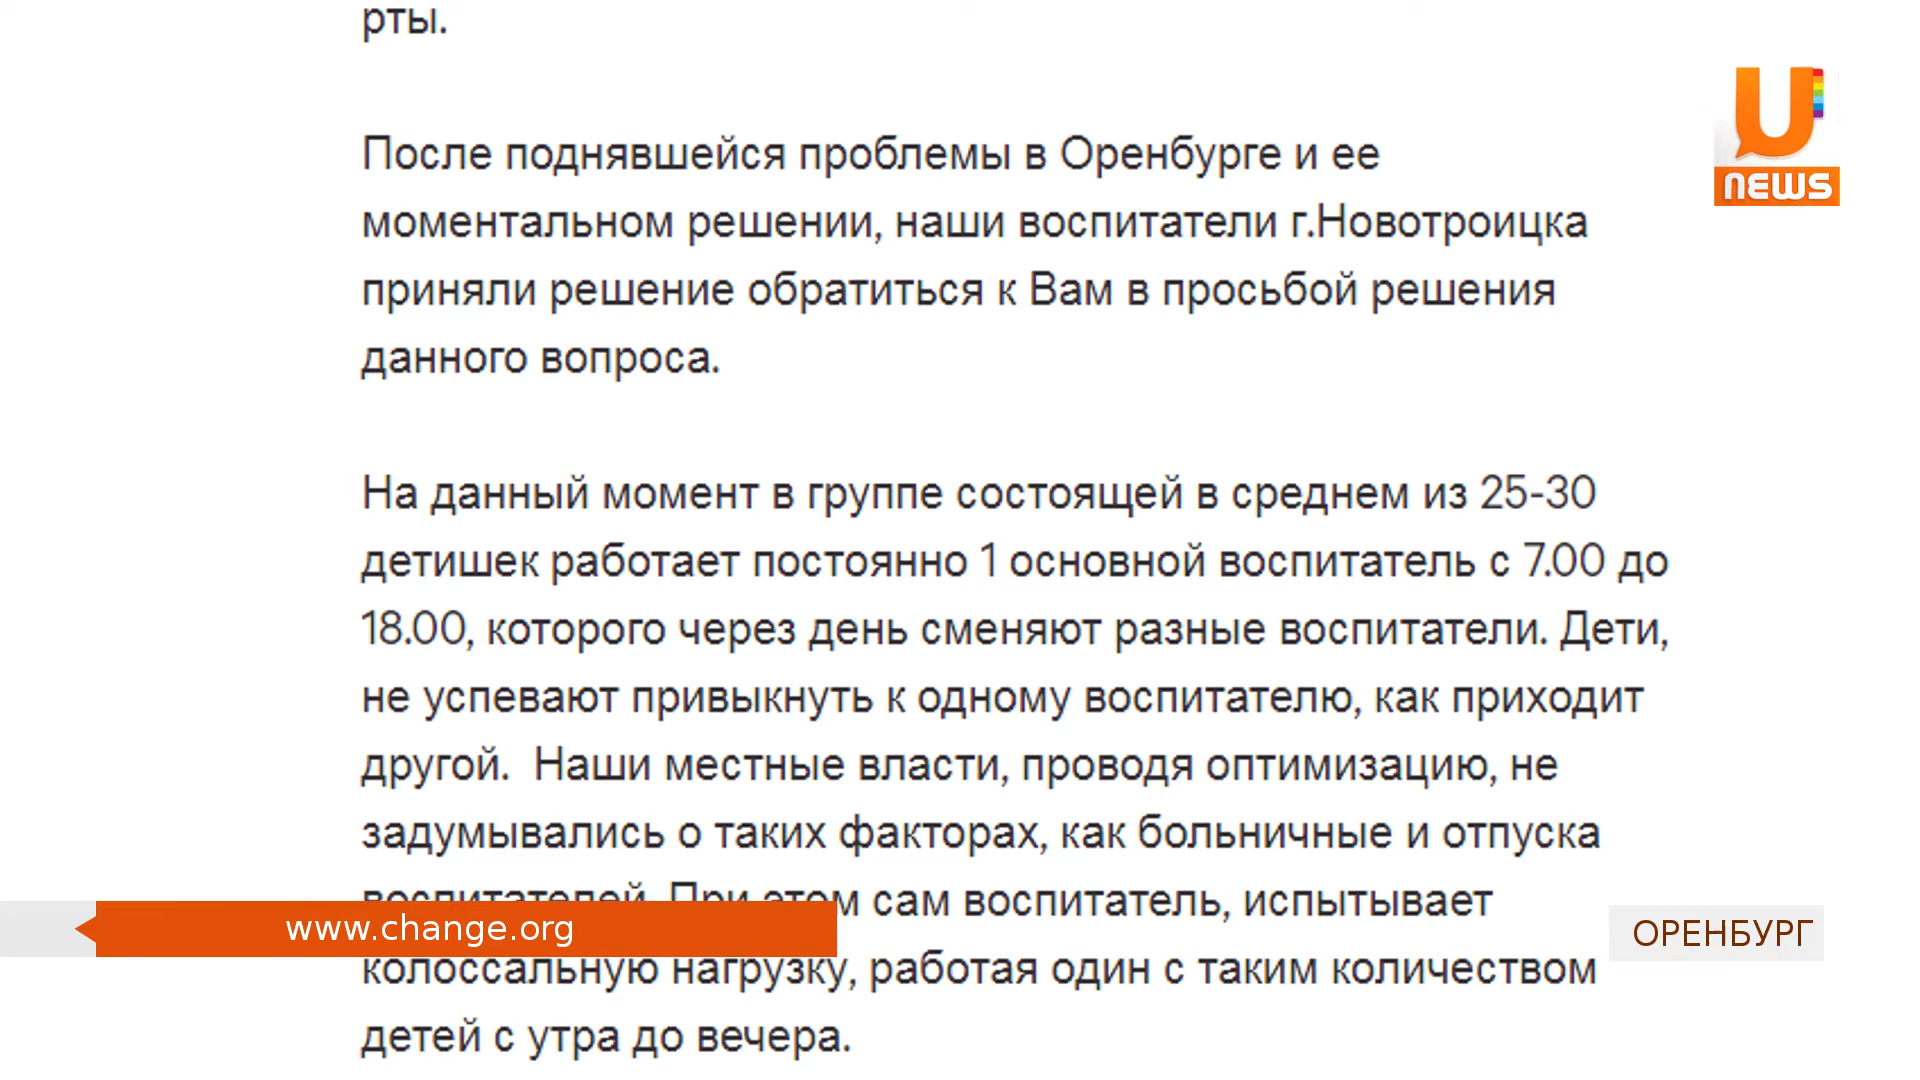 рты.
После поднявшейся проблемы в Оренбурге и ее
моментальном решении, наши воспитатели г.Новотроицка
приняли решение обратиться к Вам в просьбой решения
данного вопроса.
На данный момент в группе состоящей в среднем из 25-30
детишек работает постоянно 1 основной воспитатель с 7.00 до
18.00, которого через день сменяют разные воспитатели. Дети,
не успевают привыкнуть к одному воспитателю, как приходит
другой.  Наши местные власти, проводя оптимизацию, не
задумывались о таких факторах, как больничные и отпуска
воспитателей. При этом сам воспитатель, испытывает
колоссальную нагрузку, работая один с таким количеством
детей с утра до вечера.
U
NEWS
www.change.org
ОРЕНБУРГ